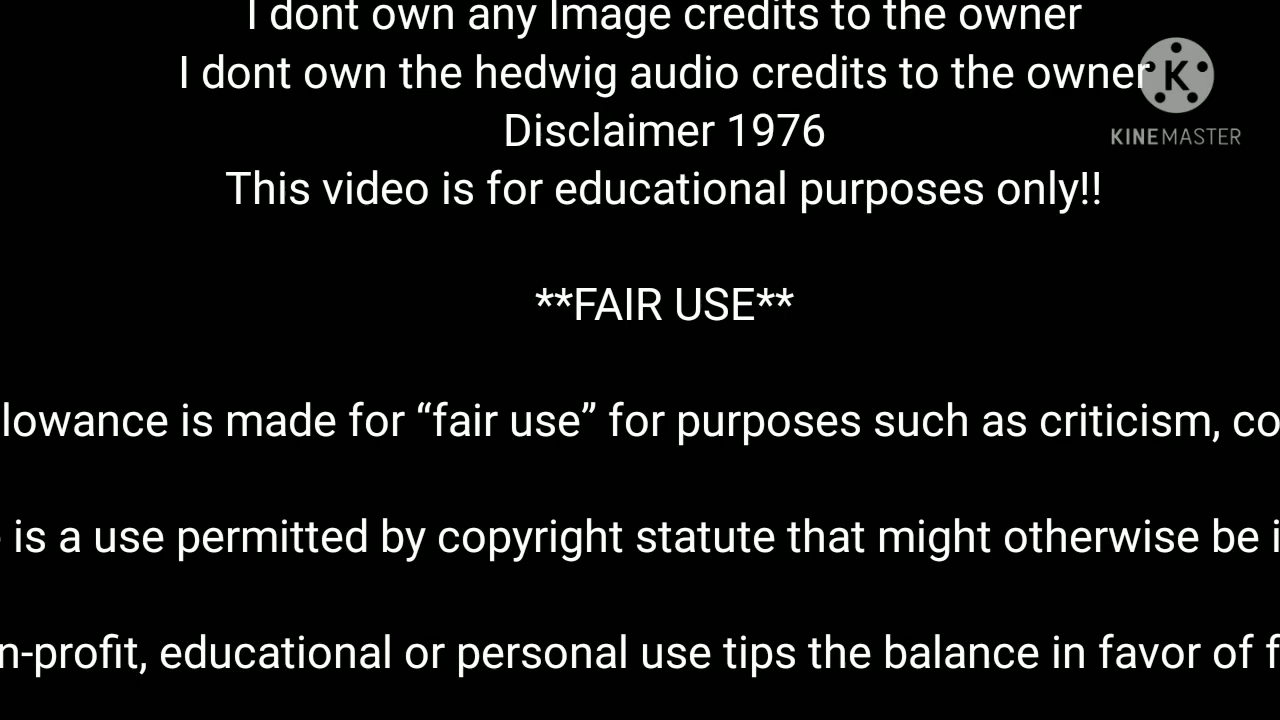 I dont own any Image credits to the owner
I dont own the hedwig audio credits to the owner
Disclaimer 1976
This video is for educational purposes only!!
**FAIR USE**
lowance is made for “fair use” for purposes such as criticism, co
is a use permitted by copyright statute that might otherwise be i
n-profit, educational or personal use tips the balance in favor of f
K
KINEMASTER